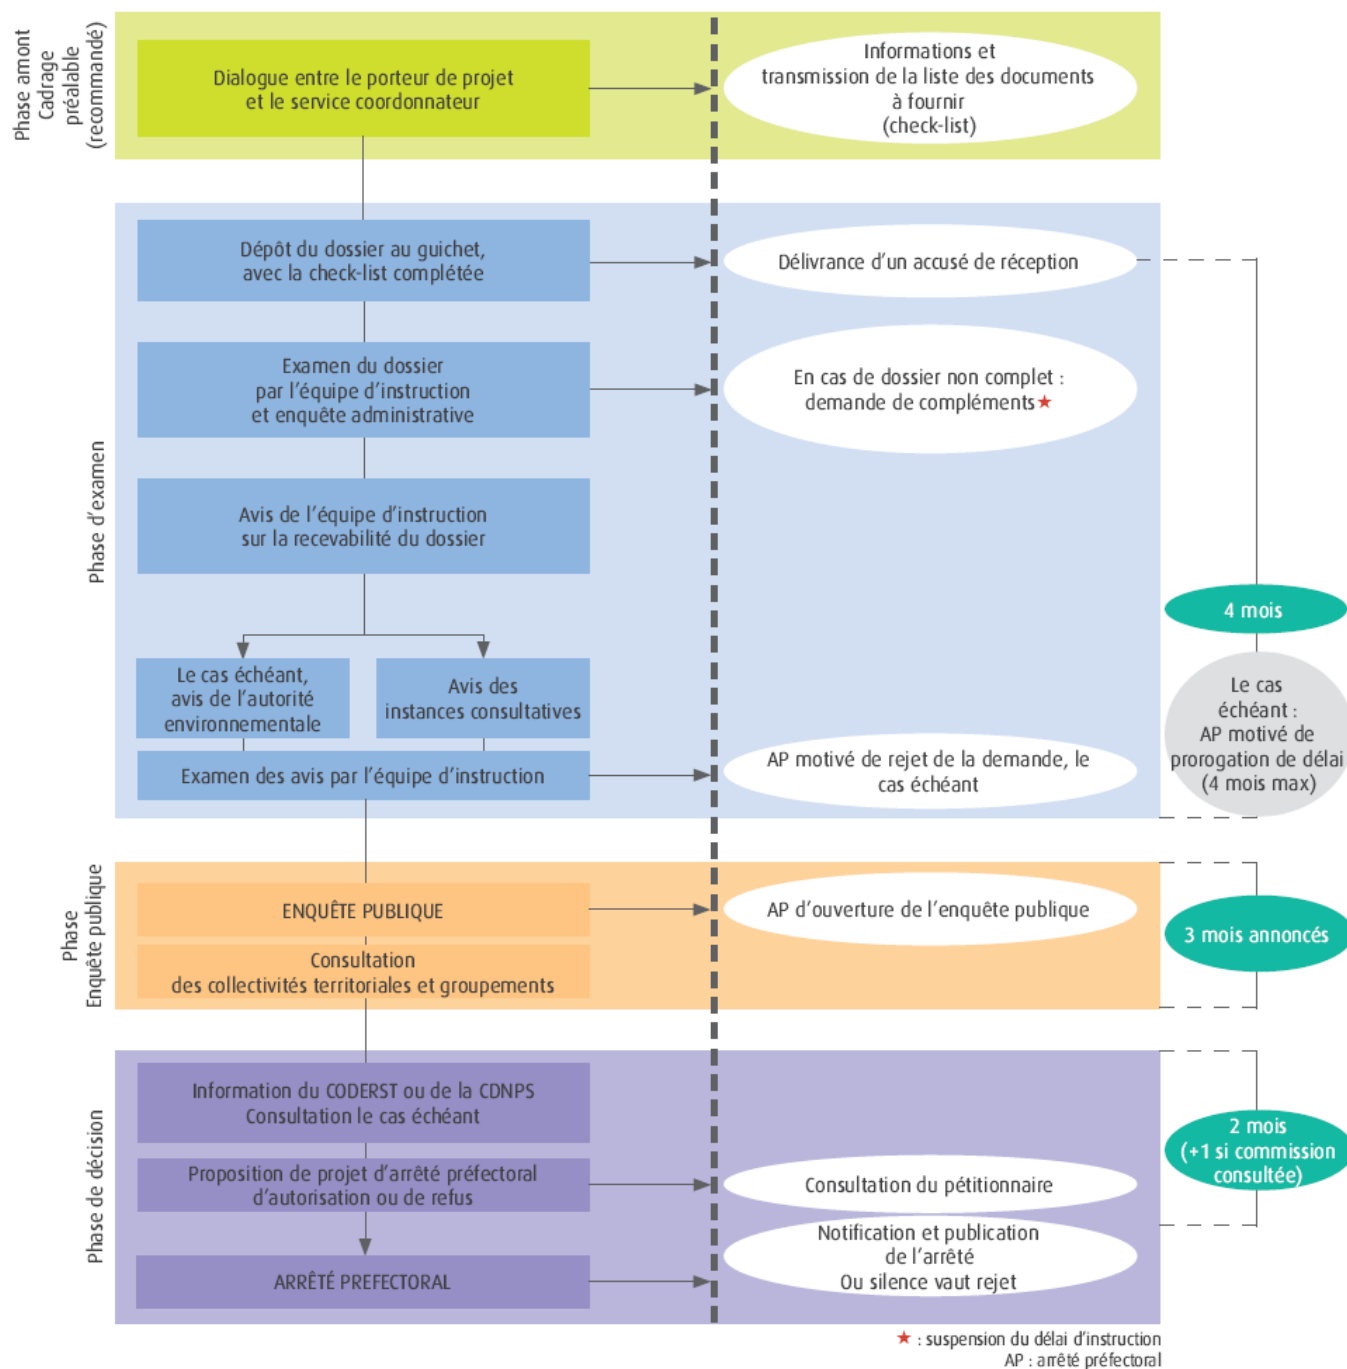 Phase amont
Cadrage
préalable
(recommandé)
Dialogue entre le porteur de projet
et le service coordonnateur
Informations et
transmission de la liste des documents
à fournir
(check-list)
Phase d'examen
Dépôt du dossier au guichet,
avec la check-list complétée
Délivrance d'un accusé de réception
Examen du dossier
par l'équipe d'instruction
et enquête administrative
En cas de dossier non complet :
demande de compléments★
Avis de l'équipe d'instruction
sur la recevabilité du dossier
Le cas échéant,
avis de l'autorité
environnementale
Avis des
instances consultatives
Examen des avis par l'équipe d'instruction
AP motivé de rejet de la demande, le
cas échéant
4 mois
Le cas
échéant :
AP motivé de
prorogation de délai
(4 mois max)
Phase
Enquête publique
ENQUÊTE PUBLIQUE
AP d'ouverture de l'enquête publique
Consultation
des collectivités territoriales et groupements
3 mois annoncés
Phase de décision
Information du CODERST ou de la CDNPS
Consultation le cas échéant
Proposition de projet d'arrêté préfectoral
d'autorisation ou de refus
Consultation du pétitionnaire
ARRÊTÉ PREFECTORAL
Notification et publication
de l'arrêté
Ou silence vaut rejet
2 mois
(+1 si commission
consultée)
★ : suspension du délai d'instruction
AP : arrêté préfectoral